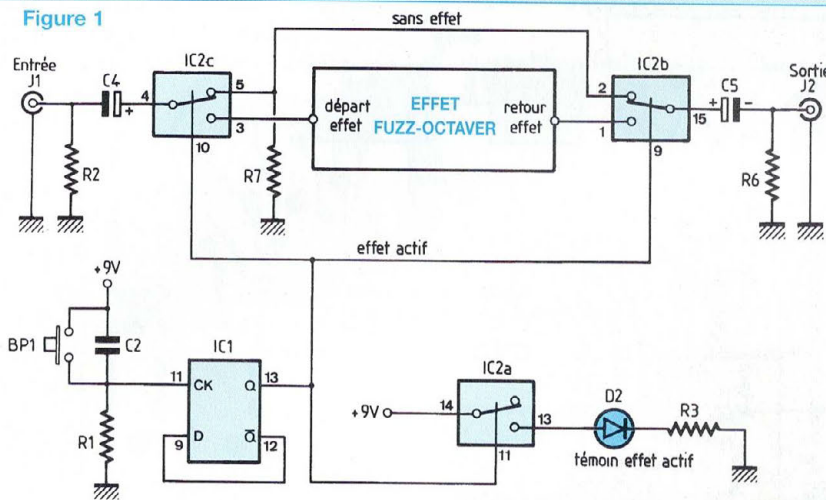 Figure 1
sans effet
Entrée
J1
C4
+
4
IC2c
5
3
10
R2
R7
départ
effet
EFFET
FUZZ-OCTAVER
retour
effet
IC2b
2
1
15
9
+
C5
−
Sortie
J2
R6
effet actif
+9V
BP1
C2
R1
IC1
11
CK
Q
13
9
D
Q̅
12
IC2a
+9V
14
13
11
D2
R3
témoin effet actif